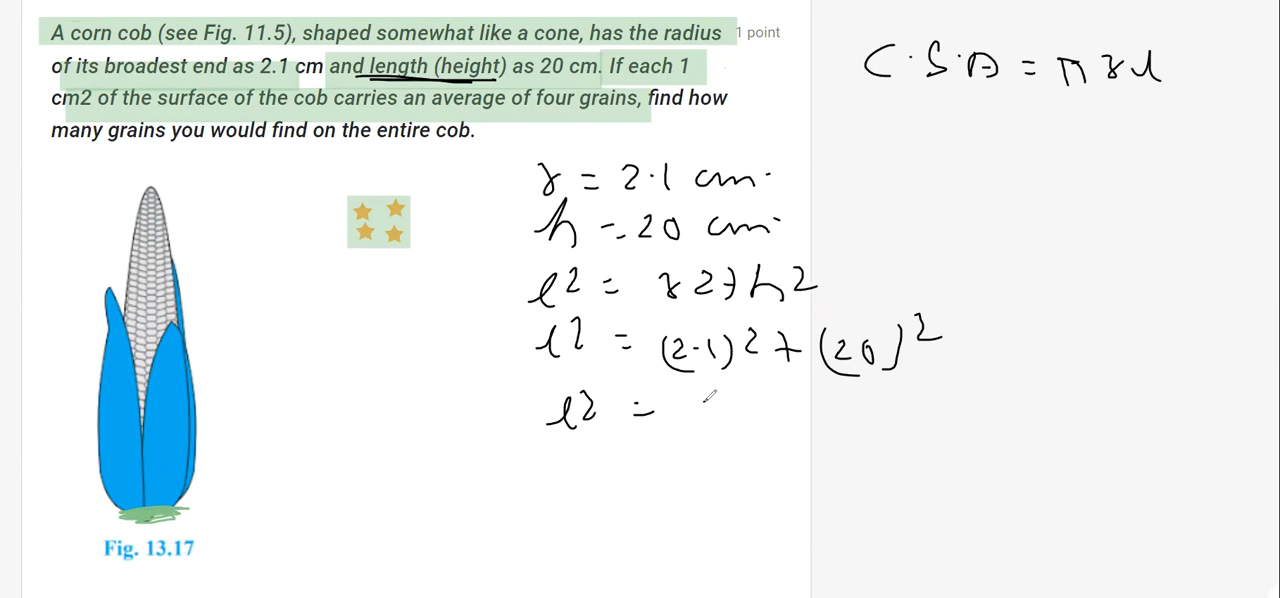 A corn cob (see Fig. 11.5), shaped somewhat like a cone, has the radius
1 point
of its broadest end as 2.1 cm and length (height) as 20 cm. If each 1
cm2 of the surface of the cob carries an average of four grains, find how
many grains you would find on the entire cob.
C.S.A = πrl
r = 2.1 cm.
h = 20 cm.
l2 = r2+h2
l2 = (2.1)2+(20)2
l2 =
Fig. 13.17